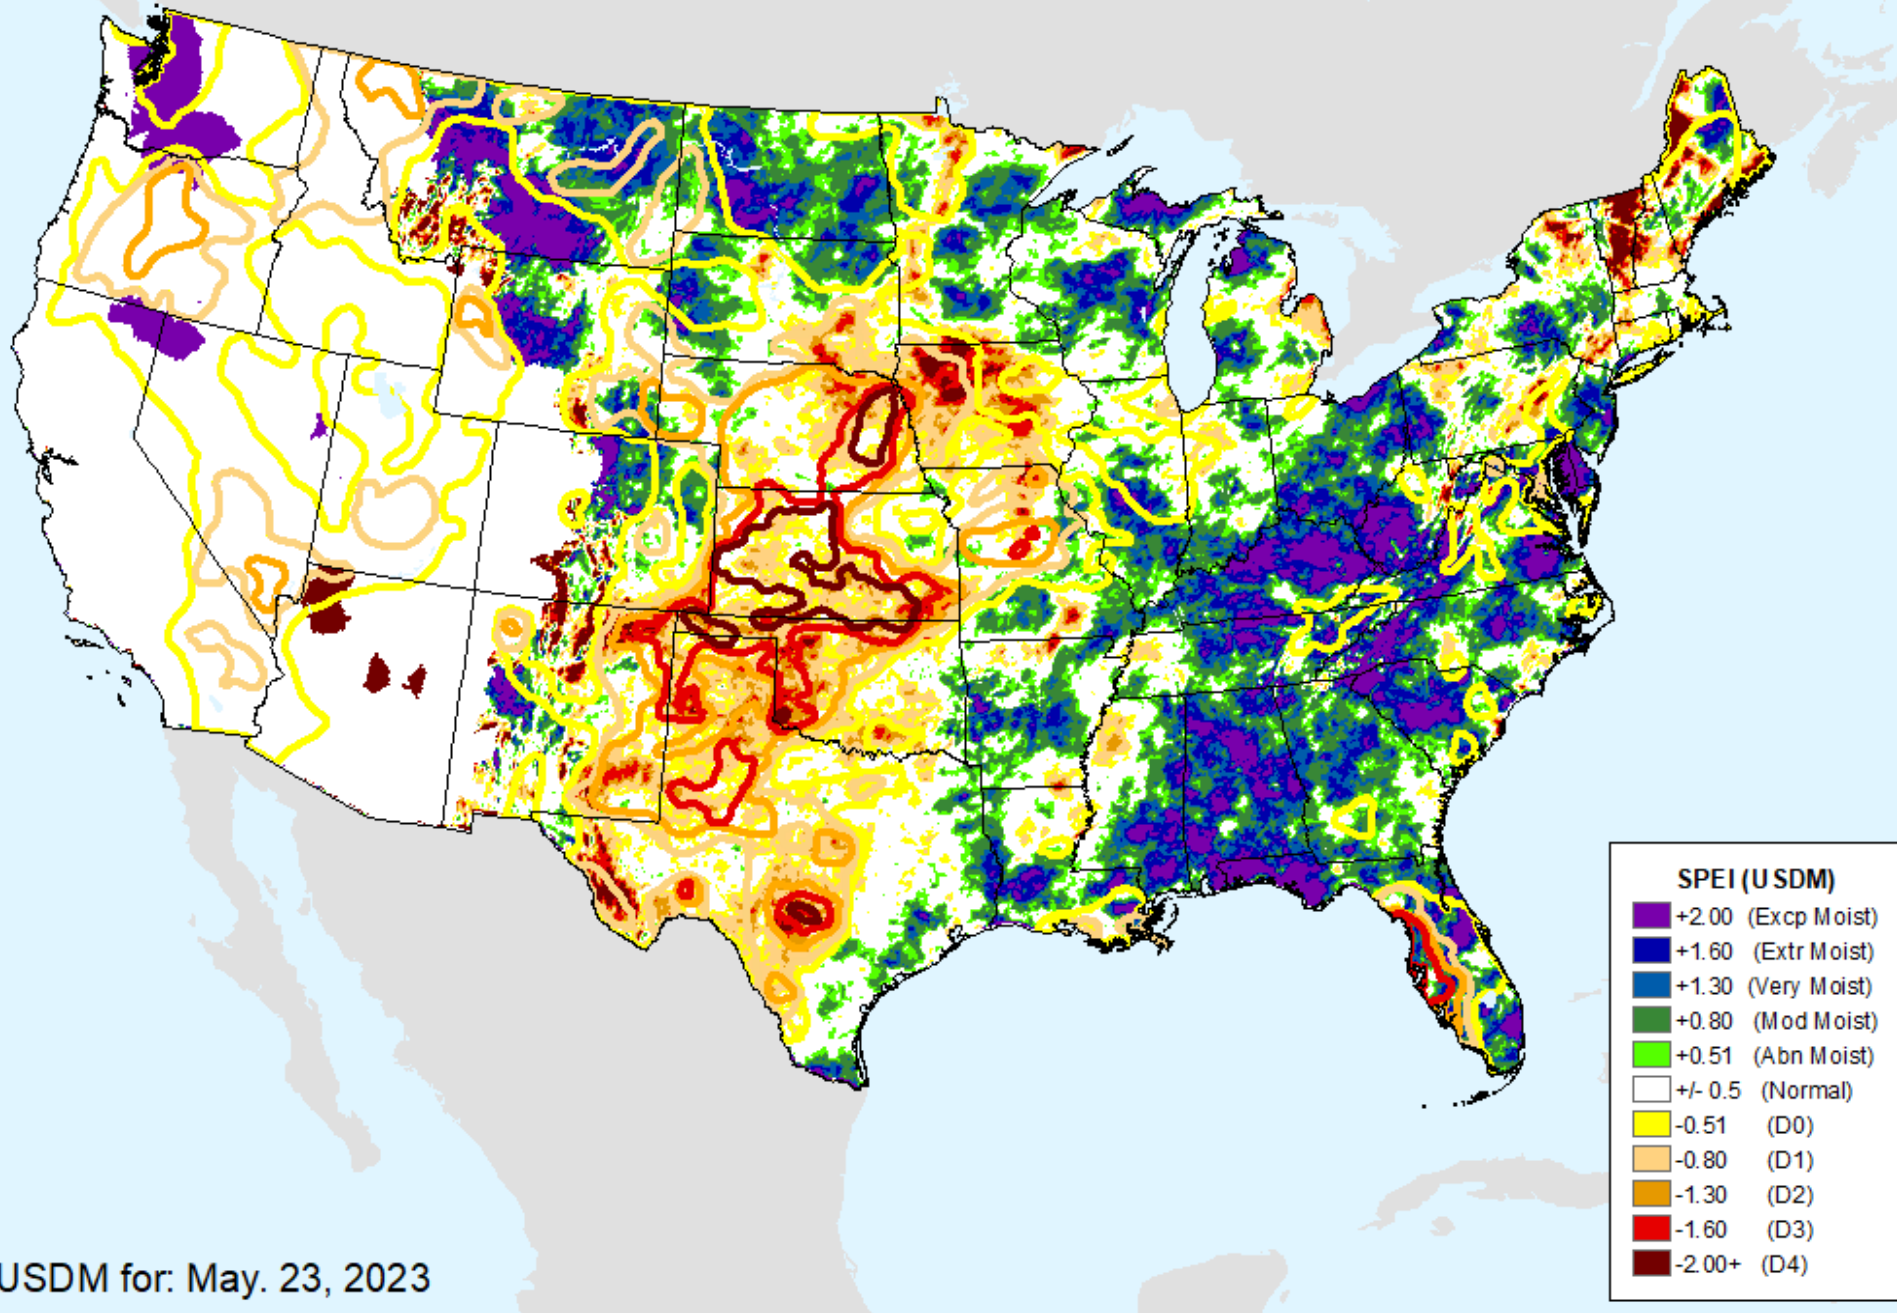 SPEI (USDM)
+2.00 (Excp Moist)
+1.60 (Extr Moist)
+1.30 (Very Moist)
+0.80 (Mod Moist)
+0.51 (Abn Moist)
+/- 0.5 (Normal)
-0.51 (D0)
-0.80 (D1)
-1.30 (D2)
-1.60 (D3)
-2.00+ (D4)
USDM for: May. 23, 2023